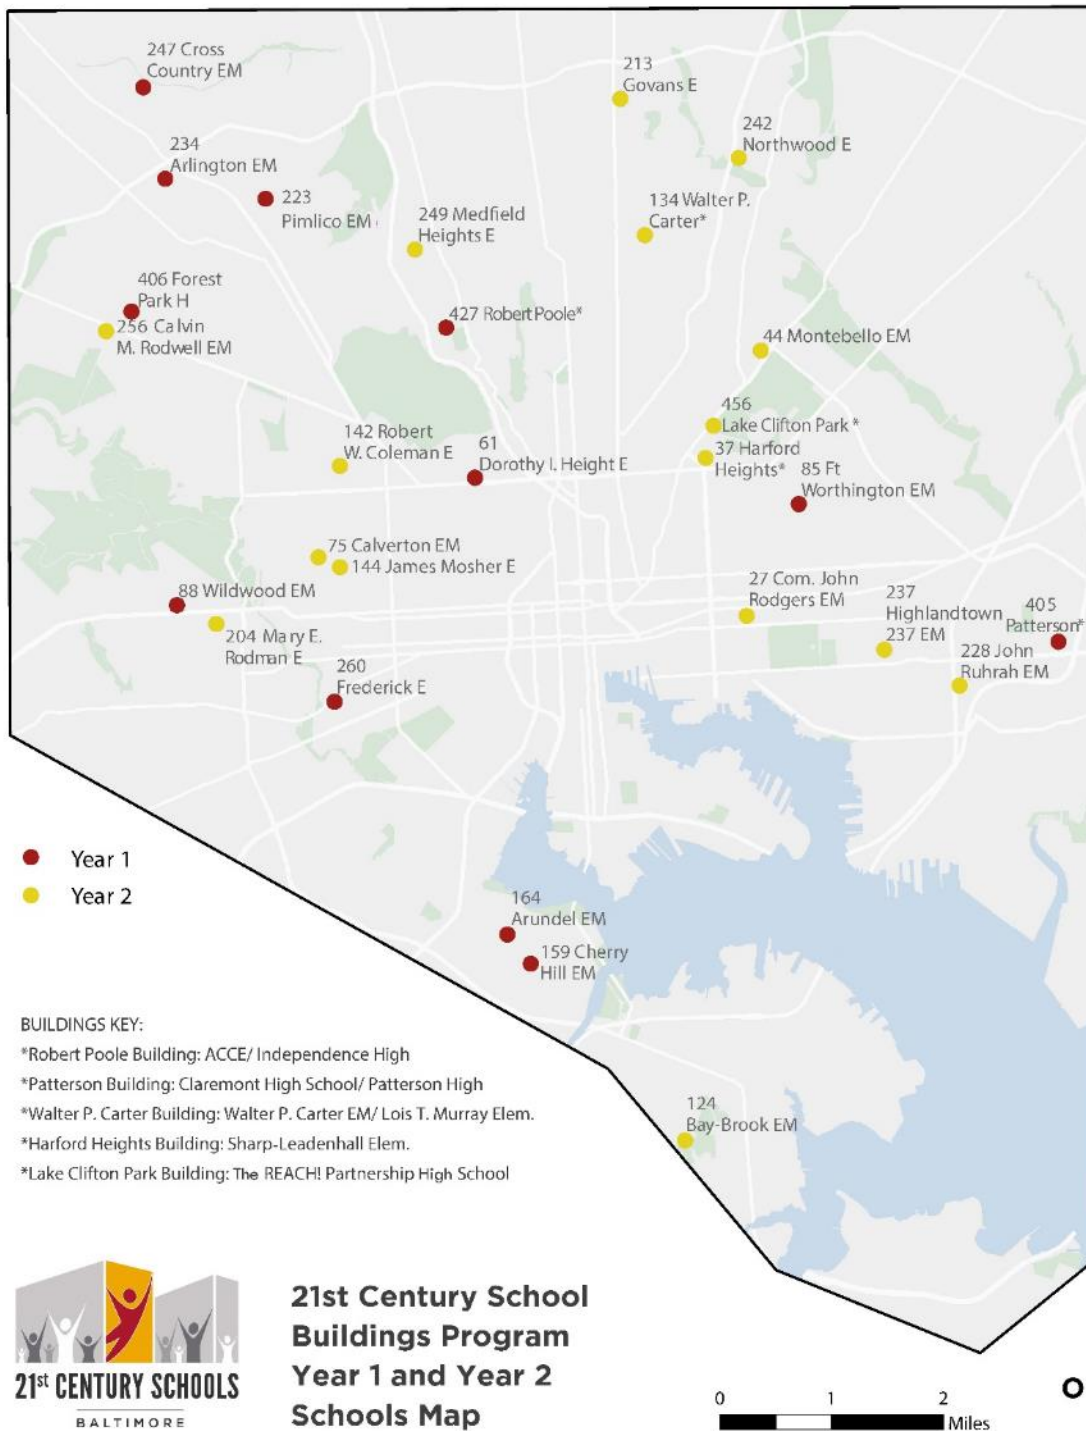 247 Cross
Country EM
213
Govans E
242
Northwood E
234
Arlington EM
223
Pimlico EM
134 Walter P.
Carter*
249 Medfield
Heights E
406 Forest
Park H
256 Calvin
M. Rodwell EM
427 Robert Poole*
44 Montebello EM
456
Lake Clifton Park *
142 Robert
W. Coleman E
61
Dorothy I. Height E
37 Harford
Heights*
85 Ft
Worthington EM
75 Calverton EM
144 James Mosher E
88 Wildwood EM
27 Com. John
Rodgers EM
237
Highlandtown
237 EM
405
Patterson*
204 Mary E.
Rodman E
228 John
Ruhrah EM
260
Frederick E
Year 1
Year 2
164
Arundel EM
159 Cherry
Hill EM
BUILDINGS KEY:
*Robert Poole Building: ACCE/ Independence High
*Patterson Building: Claremont High School/ Patterson High
*Walter P. Carter Building: Walter P. Carter EM/ Lois T. Murray Elem.
*Harford Heights Building: Sharp-Leadenhall Elem.
*Lake Clifton Park Building: The REACH! Partnership High School
124
Bay-Brook EM
21st CENTURY SCHOOLS
BALTIMORE
21st Century School
Buildings Program
Year 1 and Year 2
Schools Map
0 1 2
Miles